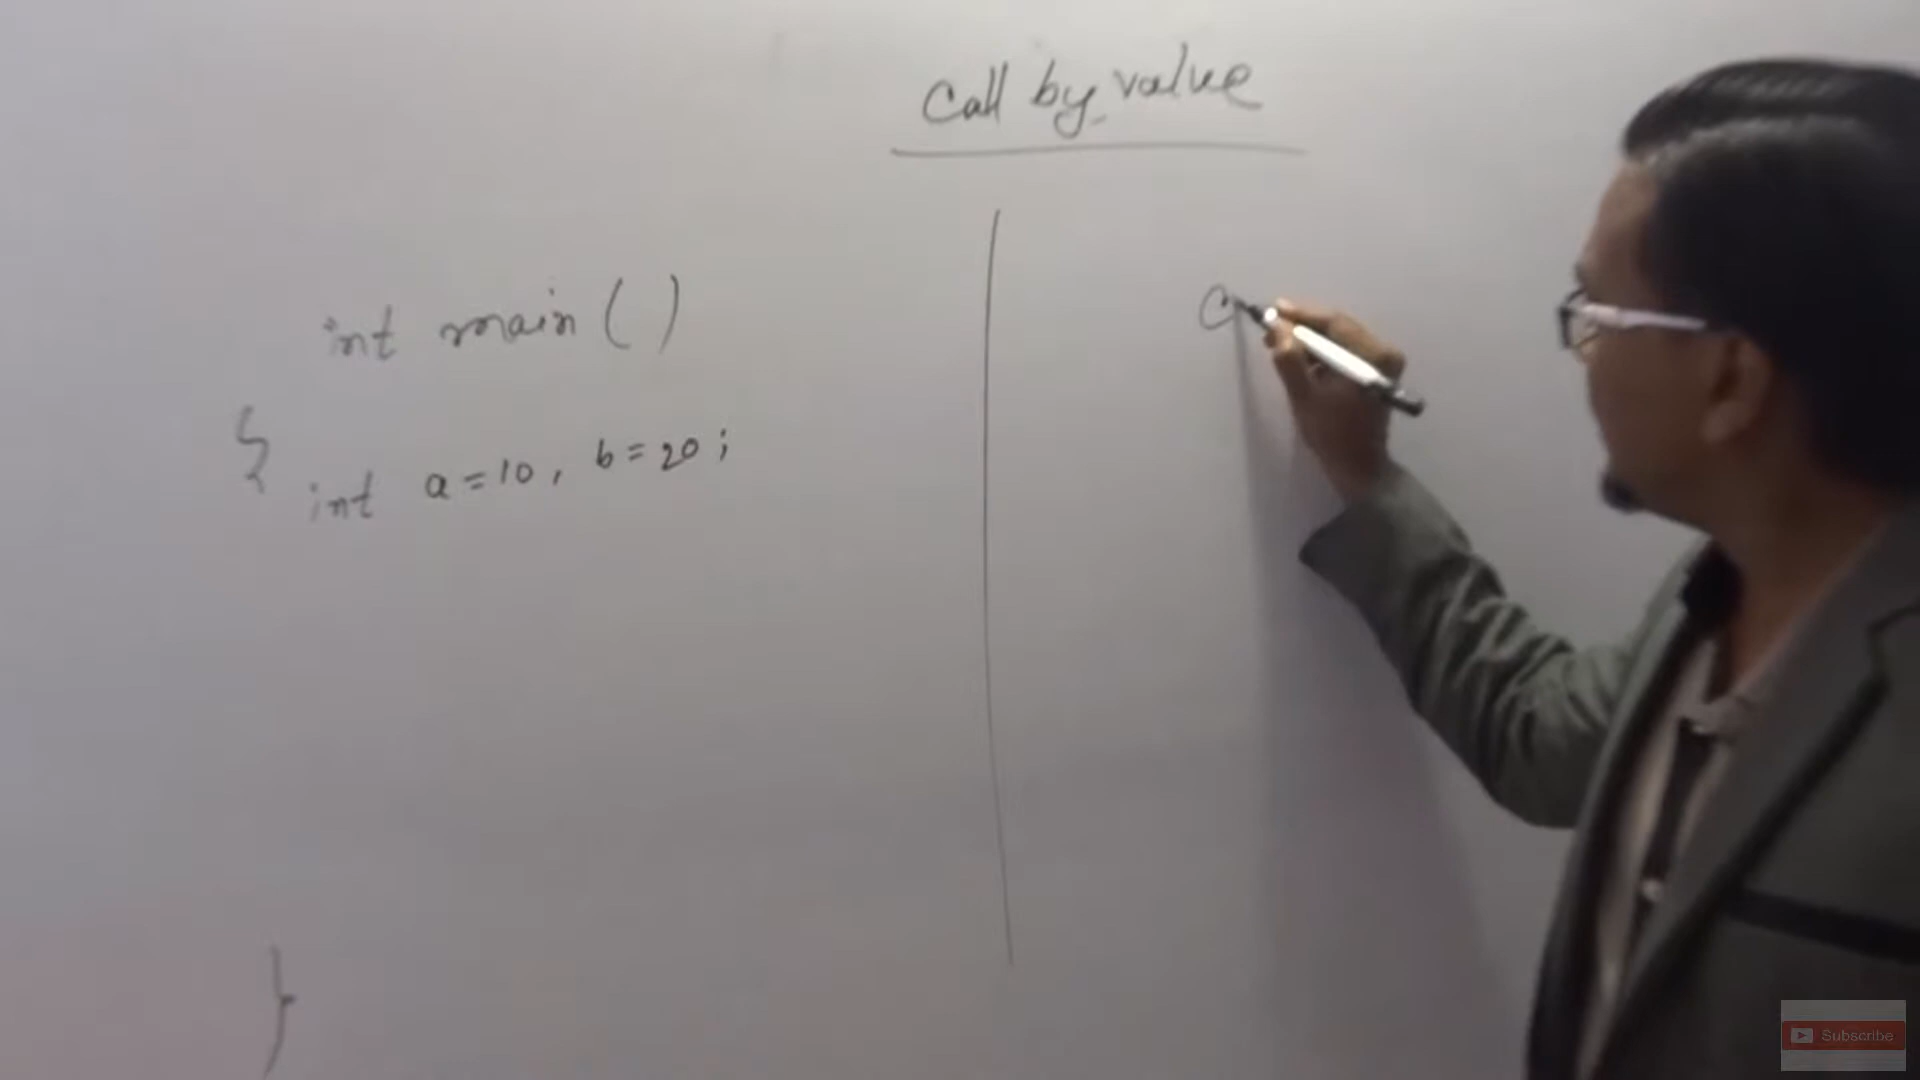 Call by value
int main()
{
int a=10, b=20;
}
Subscribe